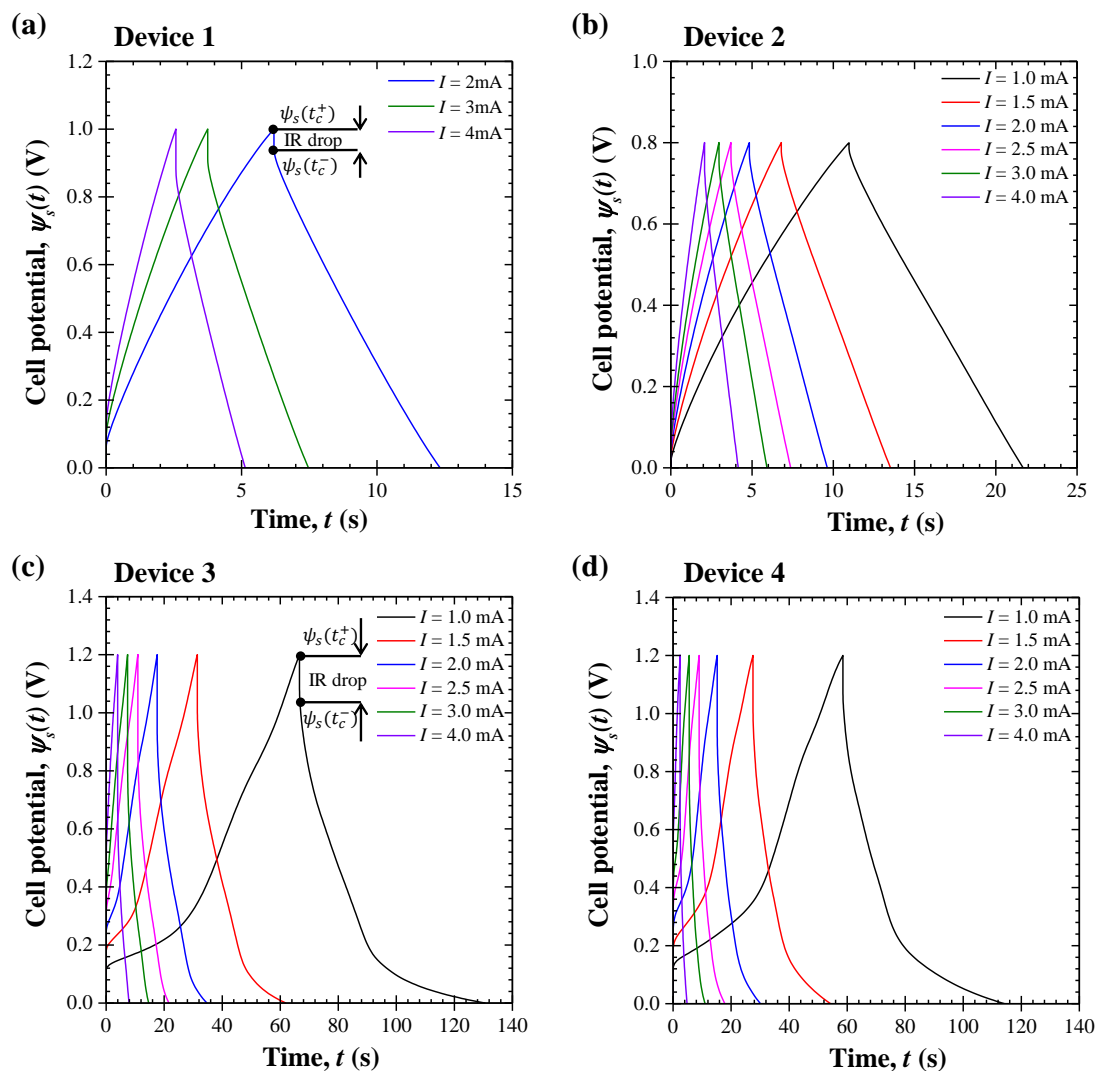 (a)
Device 1
Cell potential, ψs(t) (V)
1.2
1.0
0.8
0.6
0.4
0.2
0.0
I = 2mA
I = 3mA
I = 4mA
ψs(tc+)
IR drop
ψs(tc−)
0 5 10 15
Time, t (s)
(b)
Device 2
Cell potential, ψs(t) (V)
1.0
0.8
0.6
0.4
0.2
0.0
I = 1.0 mA
I = 1.5 mA
I = 2.0 mA
I = 2.5 mA
I = 3.0 mA
I = 4.0 mA
0 5 10 15 20 25
Time, t (s)
(c)
Device 3
Cell potential, ψs(t) (V)
1.4
1.2
1.0
0.8
0.6
0.4
0.2
0.0
ψs(tc+)
IR drop
ψs(tc−)
I = 1.0 mA
I = 1.5 mA
I = 2.0 mA
I = 2.5 mA
I = 3.0 mA
I = 4.0 mA
0 20 40 60 80 100 120 140
Time, t (s)
(d)
Device 4
Cell potential, ψs(t) (V)
1.4
1.2
1.0
0.8
0.6
0.4
0.2
0.0
I = 1.0 mA
I = 1.5 mA
I = 2.0 mA
I = 2.5 mA
I = 3.0 mA
I = 4.0 mA
0 20 40 60 80 100 120 140
Time, t (s)